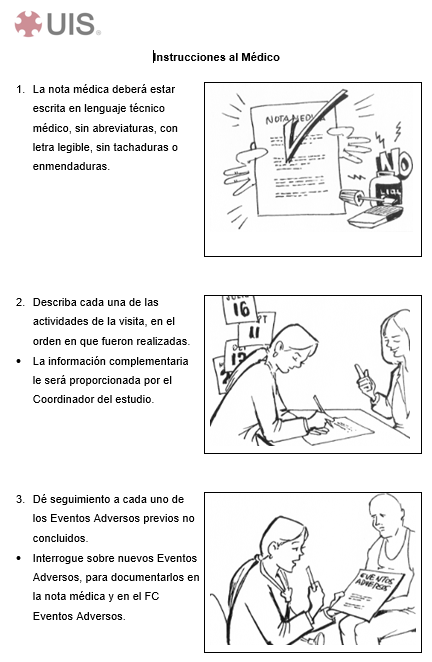 UIS
Instrucciones al Médico
1. La nota médica deberá estar
escrita en lenguaje técnico
médico, sin abreviaturas, con
letra legible, sin tachaduras o
enmendaduras.
NOTA MEDICA
NO
2. Describa cada una de las
actividades de la visita, en el
orden en que fueron realizadas.
• La información complementaria
le será proporcionada por el
Coordinador del estudio.
16
11
3. Dé seguimiento a cada uno de
los Eventos Adversos previos no
concluidos.
• Interrogue sobre nuevos Eventos
Adversos, para documentarlos en
la nota médica y en el FC
Eventos Adversos.
EVENTOS
ADVERSOS